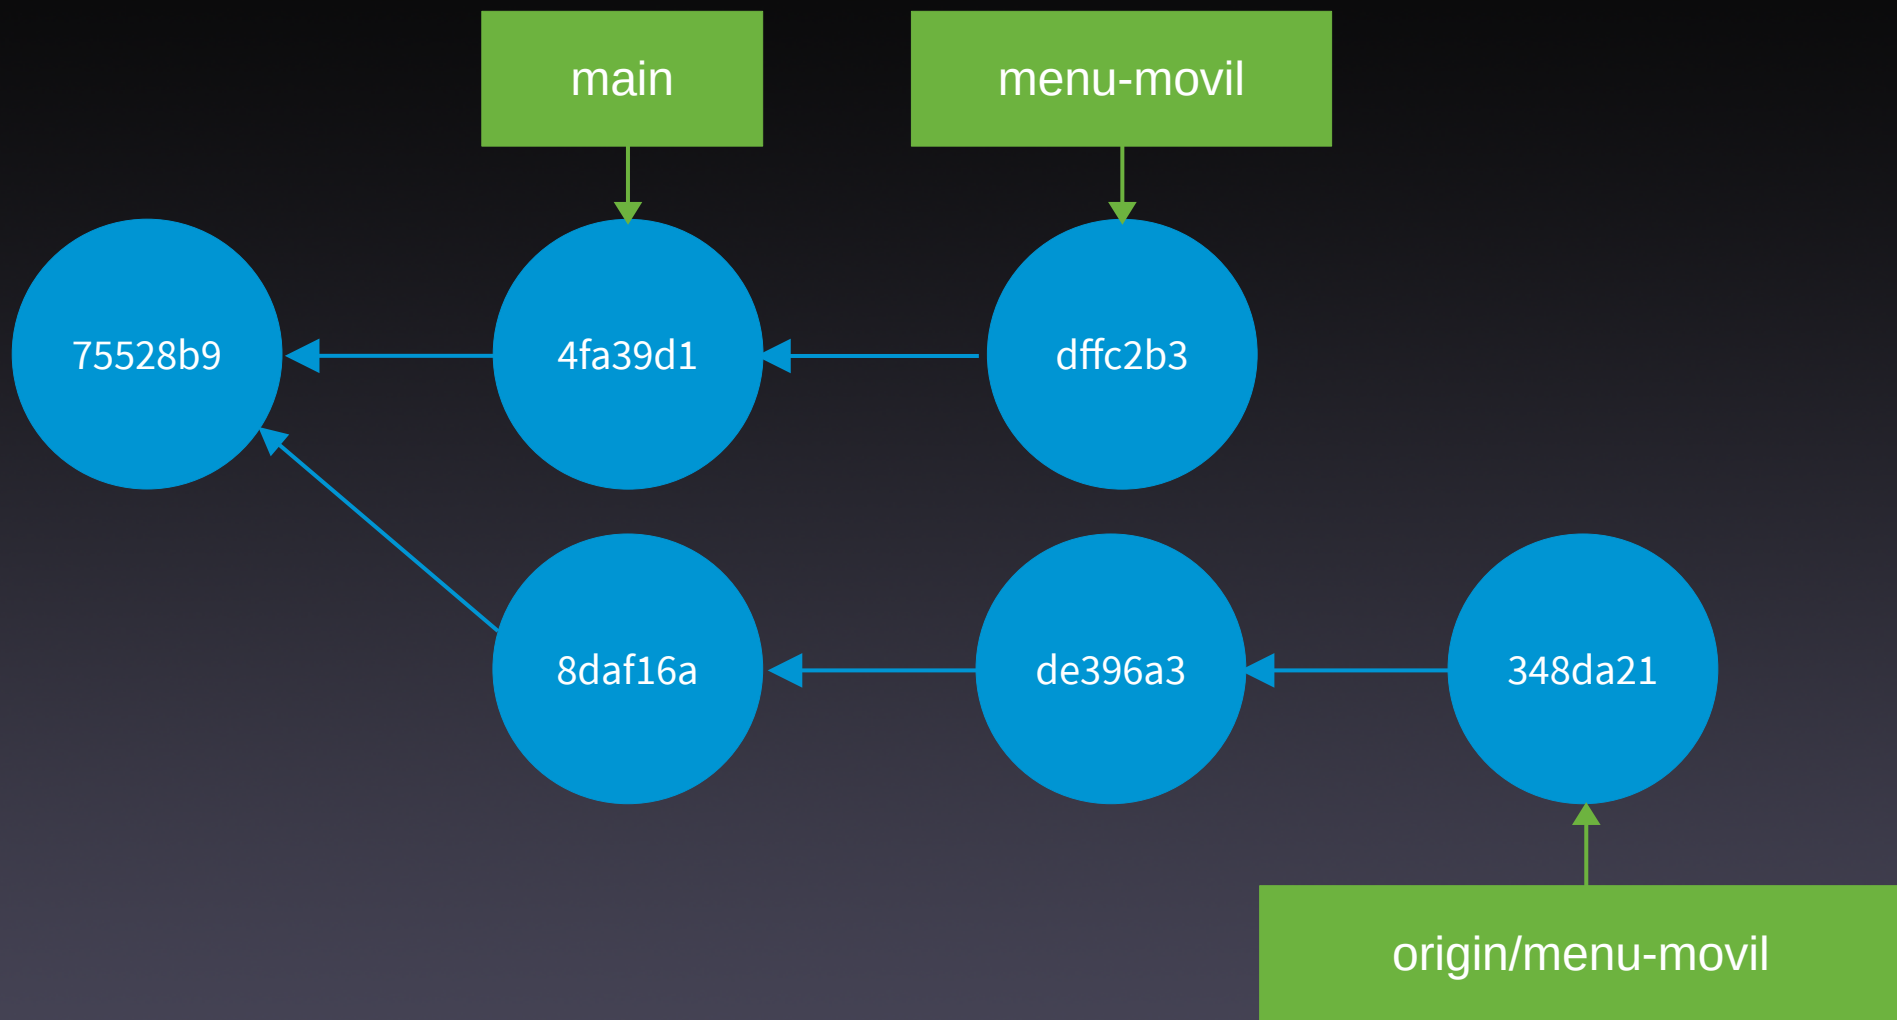 main
menu-movil
75528b9
4fa39d1
dffc2b3
8daf16a
de396a3
348da21
origin/menu-movil